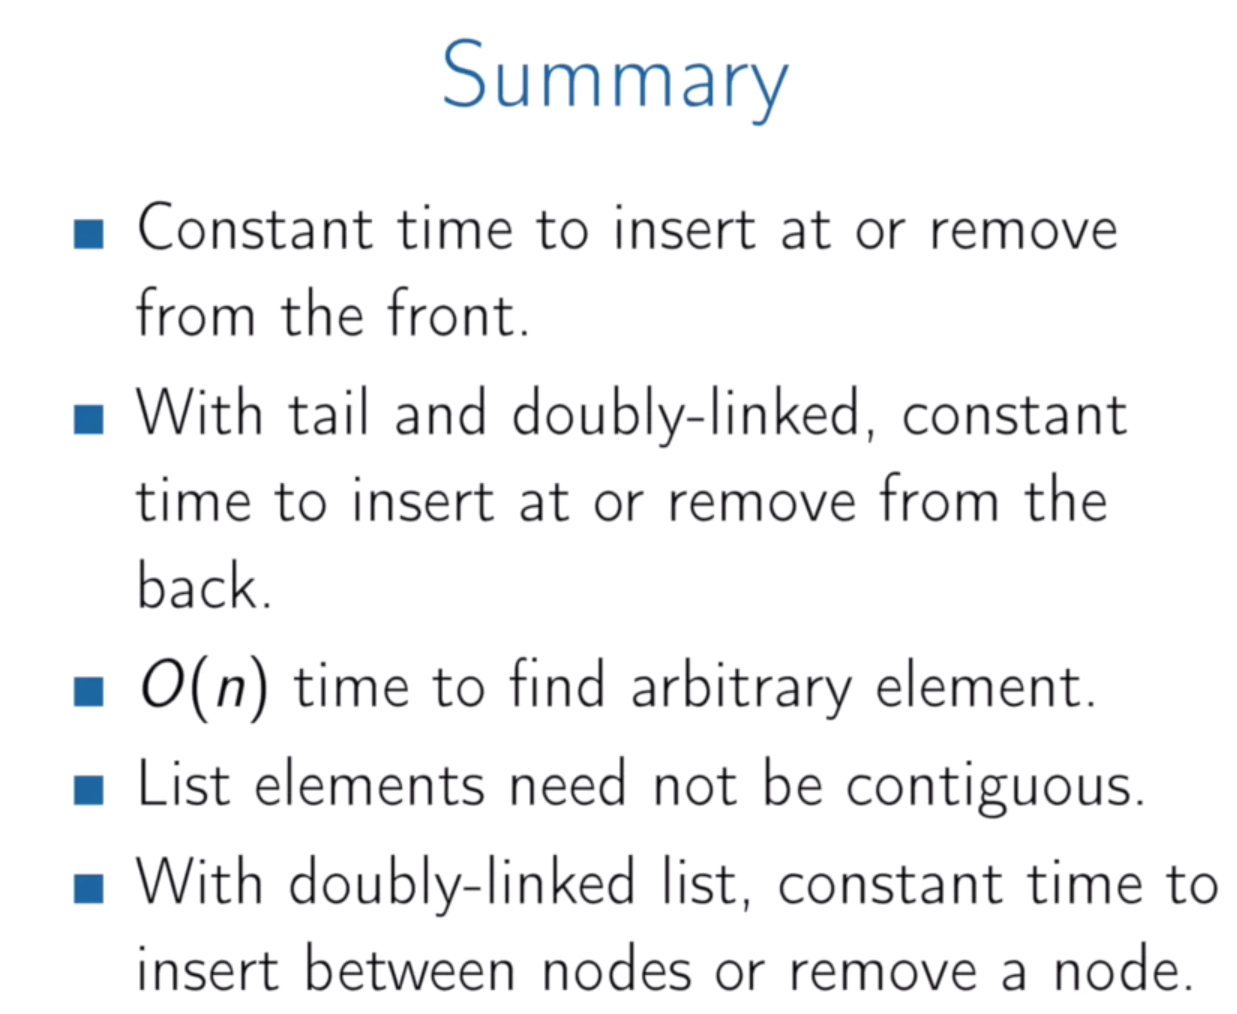 Summary
Constant time to insert at or remove
from the front.
With tail and doubly-linked, constant
time to insert at or remove from the
back.
O(n) time to find arbitrary element.
List elements need not be contiguous.
With doubly-linked list, constant time to
insert between nodes or remove a node.